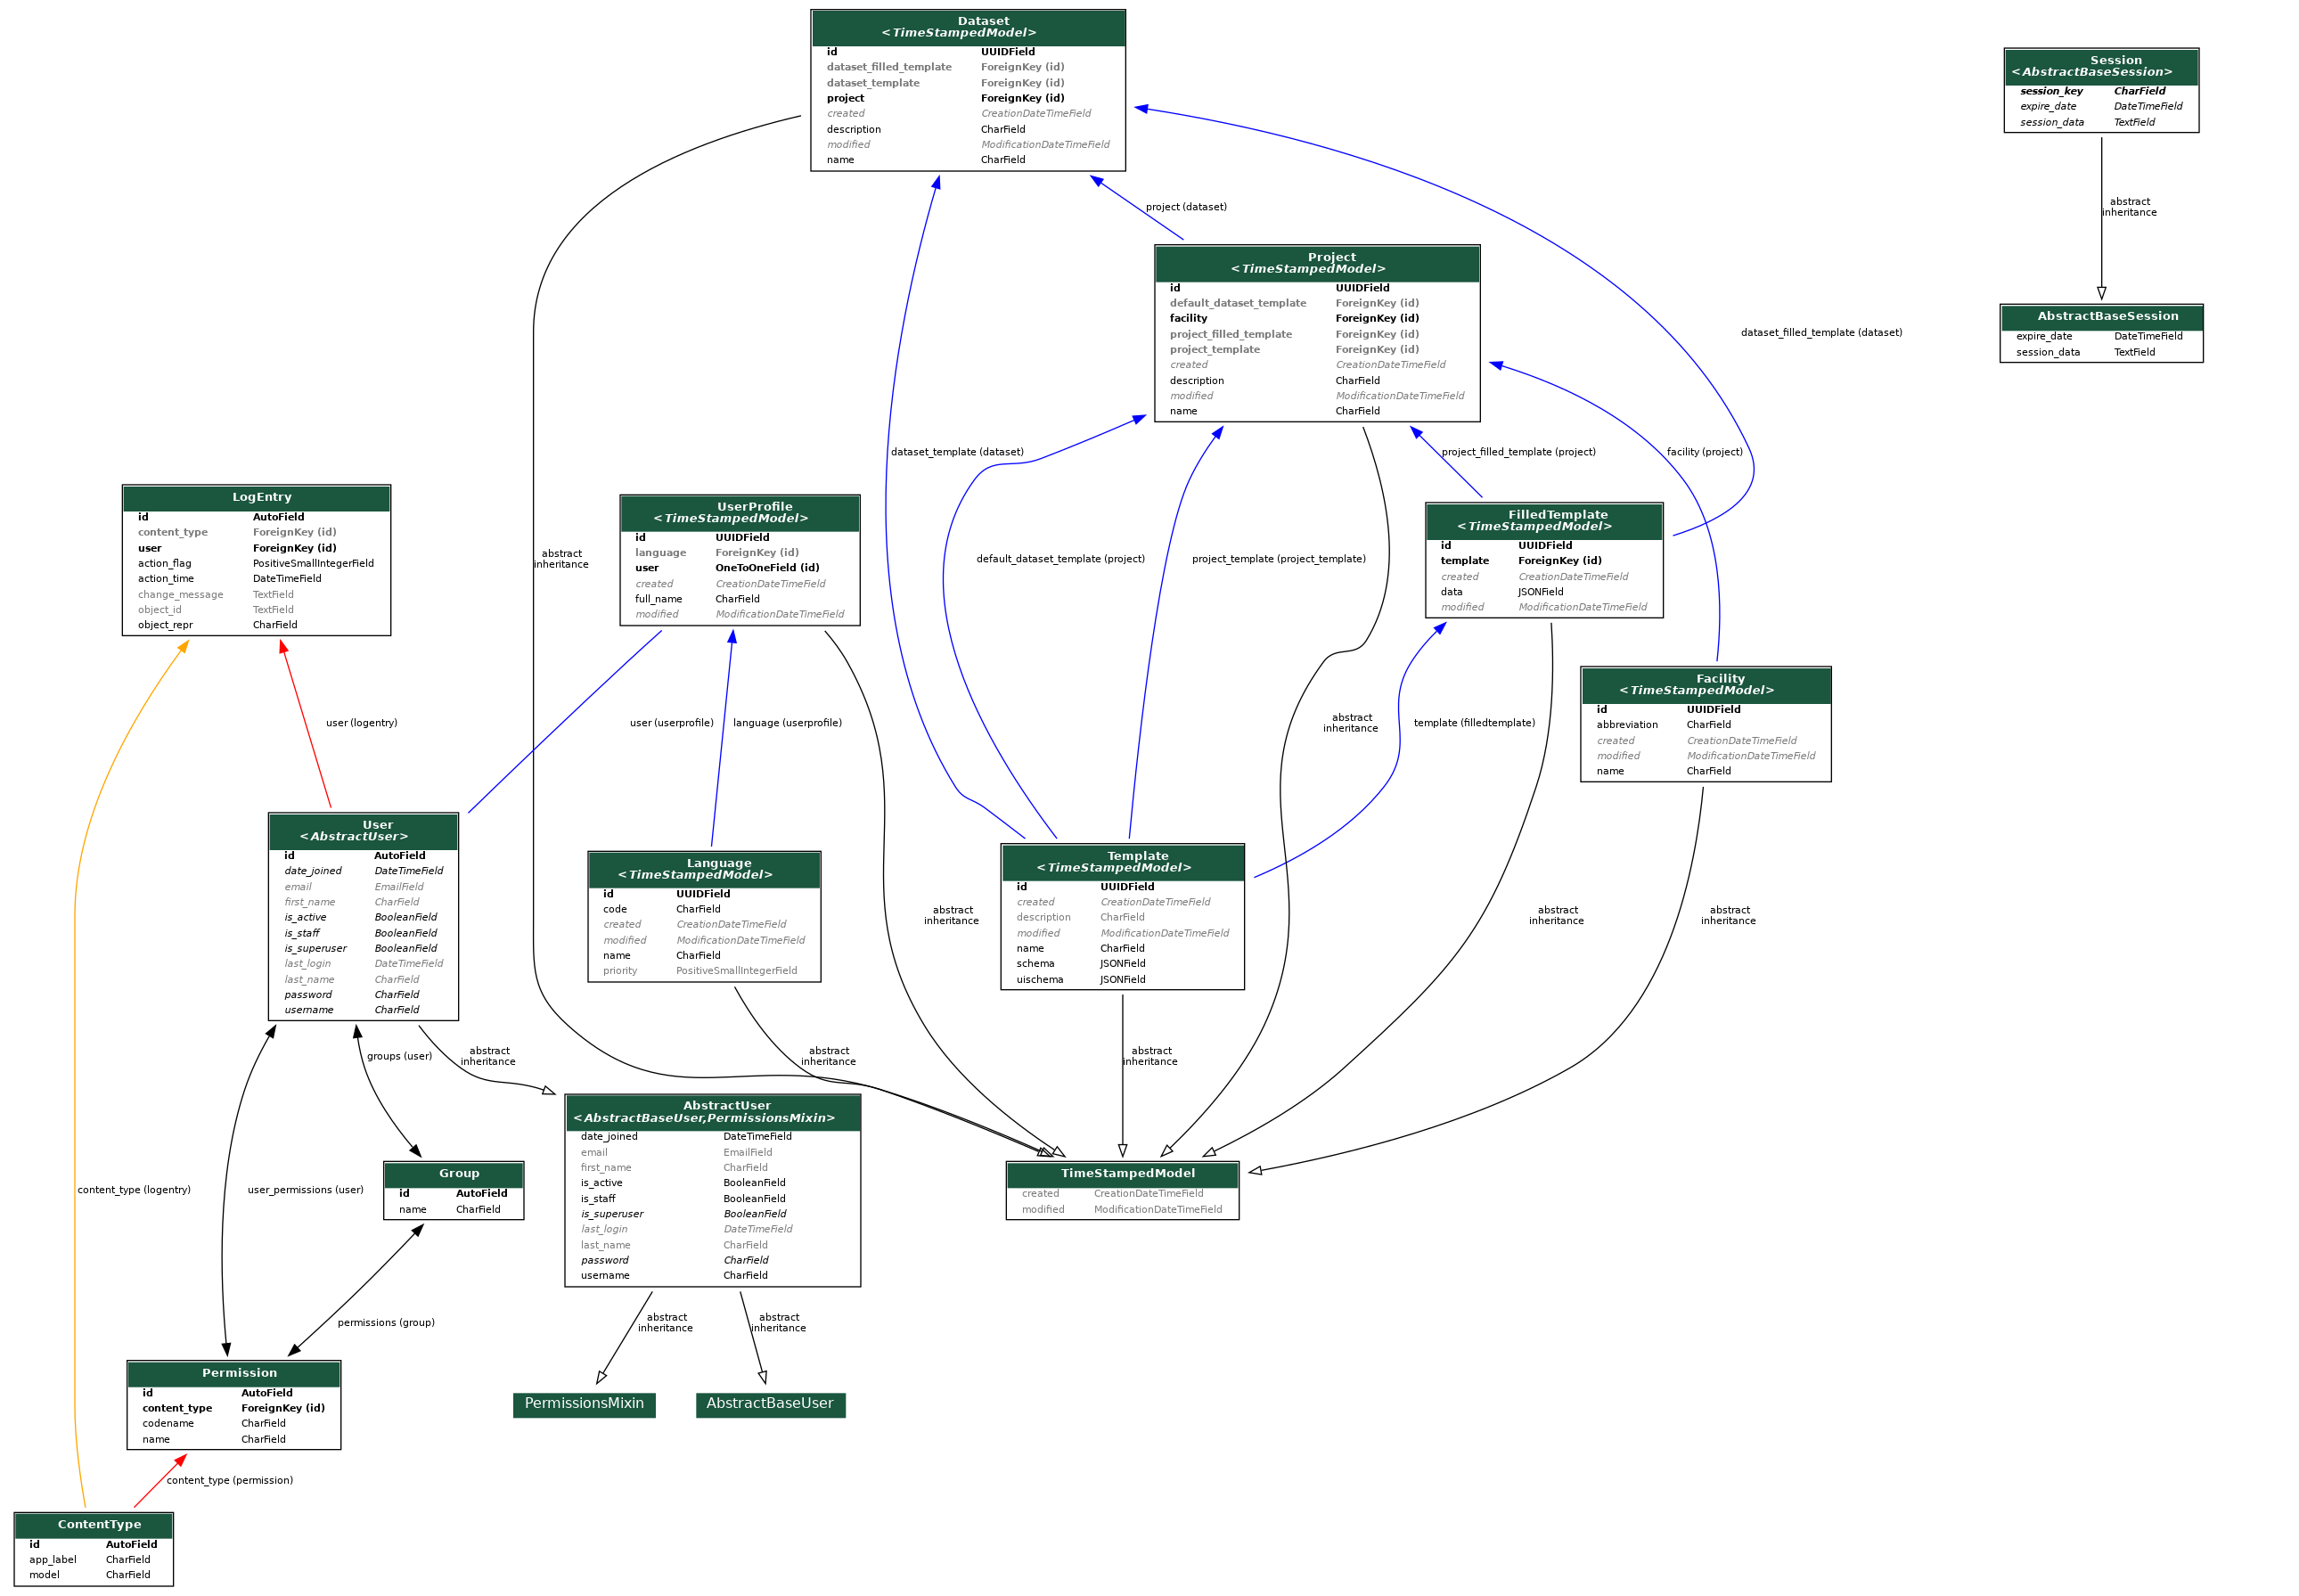 Dataset
<TimeStampedModel>
id UUIDField
dataset_filled_template ForeignKey (id)
dataset_template ForeignKey (id)
project ForeignKey (id)
created CreationDateTimeField
description CharField
modified ModificationDateTimeField
name CharField
Session
<AbstractBaseSession>
session_key CharField
expire_date DateTimeField
session_data TextField
abstract
inheritance
project (dataset)
Project
<TimeStampedModel>
id UUIDField
default_dataset_template ForeignKey (id)
facility ForeignKey (id)
project_filled_template ForeignKey (id)
project_template ForeignKey (id)
created CreationDateTimeField
description CharField
modified ModificationDateTimeField
name CharField
dataset_filled_template (dataset)
AbstractBaseSession
expire_date DateTimeField
session_data TextField
dataset_template (dataset)
project_filled_template (project)
facility (project)
LogEntry
id AutoField
content_type ForeignKey (id)
user ForeignKey (id)
action_flag PositiveSmallIntegerField
action_time DateTimeField
change_message TextField
object_id TextField
object_repr CharField
abstract
inheritance
UserProfile
<TimeStampedModel>
id UUIDField
language ForeignKey (id)
user OneToOneField (id)
created CreationDateTimeField
full_name CharField
modified ModificationDateTimeField
default_dataset_template (project)
project_template (project_template)
FilledTemplate
<TimeStampedModel>
id UUIDField
template ForeignKey (id)
created CreationDateTimeField
data JSONField
modified ModificationDateTimeField
user (logentry)
user (userprofile)
language (userprofile)
abstract
inheritance
template (filledtemplate)
Facility
<TimeStampedModel>
id UUIDField
abbreviation CharField
created CreationDateTimeField
modified ModificationDateTimeField
name CharField
User
<AbstractUser>
id AutoField
date_joined DateTimeField
email EmailField
first_name CharField
is_active BooleanField
is_staff BooleanField
is_superuser BooleanField
last_login DateTimeField
last_name CharField
password CharField
username CharField
Language
<TimeStampedModel>
id UUIDField
code CharField
created CreationDateTimeField
modified ModificationDateTimeField
name CharField
priority PositiveSmallIntegerField
abstract
inheritance
Template
<TimeStampedModel>
id UUIDField
created CreationDateTimeField
description CharField
modified ModificationDateTimeField
name CharField
schema JSONField
uischema JSONField
abstract
inheritance
abstract
inheritance
groups (user)
abstract
inheritance
abstract
inheritance
abstract
inheritance
content_type (logentry)
user_permissions (user)
Group
id AutoField
name CharField
AbstractUser
<AbstractBaseUser,PermissionsMixin>
date_joined DateTimeField
email EmailField
first_name CharField
is_active BooleanField
is_staff BooleanField
is_superuser BooleanField
last_login DateTimeField
last_name CharField
password CharField
username CharField
TimeStampedModel
created CreationDateTimeField
modified ModificationDateTimeField
permissions (group)
abstract
inheritance
abstract
inheritance
Permission
id AutoField
content_type ForeignKey (id)
codename CharField
name CharField
PermissionsMixin
AbstractBaseUser
content_type (permission)
ContentType
id AutoField
app_label CharField
model CharField